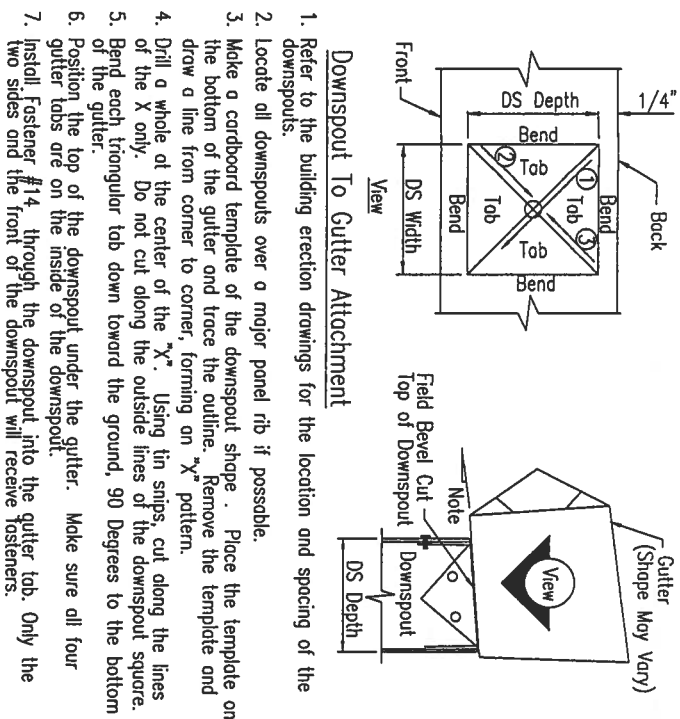 1/4"
Back
Front
DS Depth
Bend
Tab
1
2
3
Tab
Tab
Tab
Bend
Bend
Bend
DS Width
View
Gutter
(Shape May Vary)
View
Note
Field Bevel Cut
Top of Downspout
Downspout
DS Depth
Downspout To Gutter Attachment
1. Refer to the building erection drawings for the location and spacing of the
downspouts.
2. Locate all downspouts over a major panel rib if possable.
3. Make a cardboard template of the downspout shape . Place the template on
the bottom of the gutter and trace the outline. Remove the template and
draw a line from corner to corner, forming an "X" pattern.
4. Drill a whole at the center of the "X". Using tin snips, cut along the lines
of the X only. Do not cut along the outside lines of the downspout square.
5. Bend each triangular tab down toward the ground, 90 Degrees to the bottom
of the gutter.
6. Position the top of the downspout under the gutter. Make sure all four
gutter tabs are on the inside of the downspout.
7. Install Fastener #14, through the downspout into the gutter tab. Only the
two sides and the front of the downspout will receive fasteners.